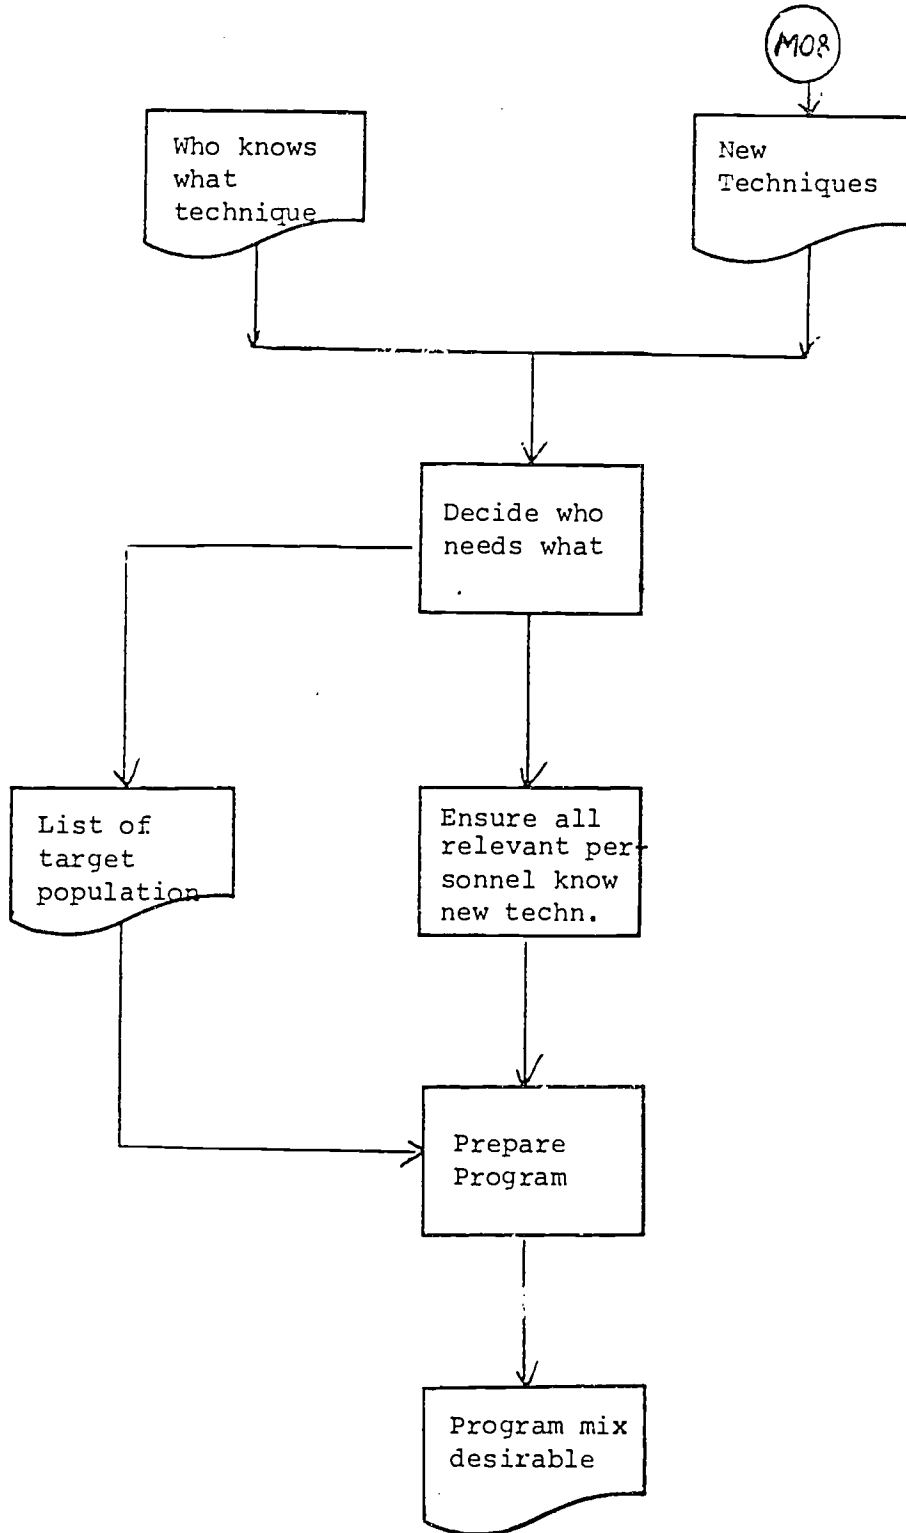 MO8
Who knows
what
technique
New
Techniques
Decide who
needs what
List of
target
population
Ensure all
relevant per-
sonnel know
new techn.
Prepare
Program
Program mix
desirable